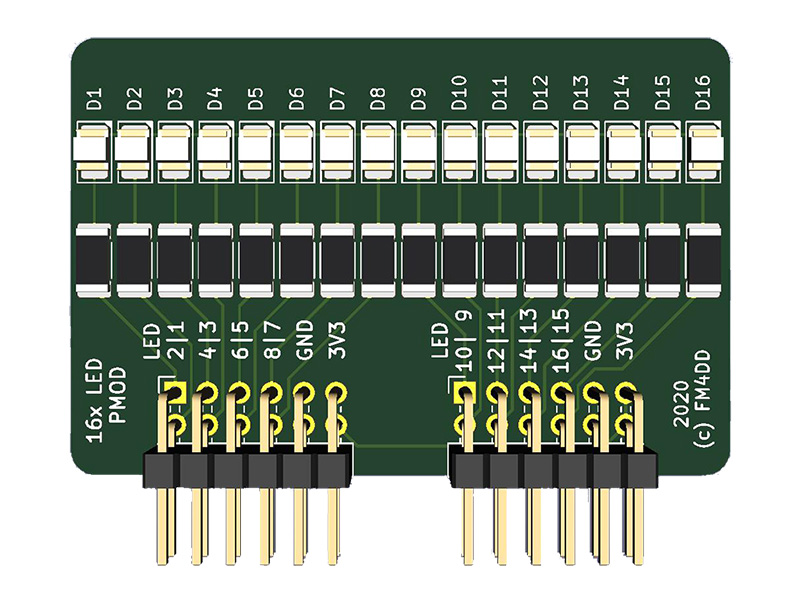 D1
D2
D3
D4
D5
D6
D7
D8
D9
D10
D11
D12
D13
D14
D15
D16
LED
2|1
4|3
6|5
8|7
GND
3V3
LED
10| 9
12|11
14|13
16|15
GND
3V3
16x LED
PMOD
2020
(c) FM4DD